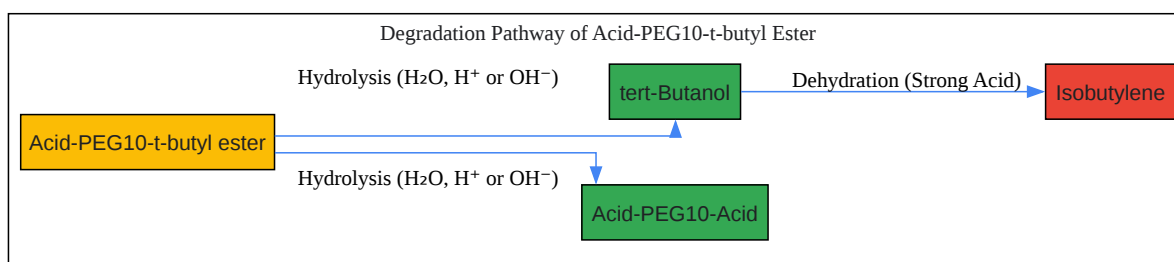 Degradation Pathway of Acid-PEG10-t-butyl Ester
Hydrolysis (H₂O, H⁺ or OH⁻)
tert-Butanol
Dehydration (Strong Acid)
Isobutylene
Acid-PEG10-t-butyl ester
Hydrolysis (H₂O, H⁺ or OH⁻)
Acid-PEG10-Acid